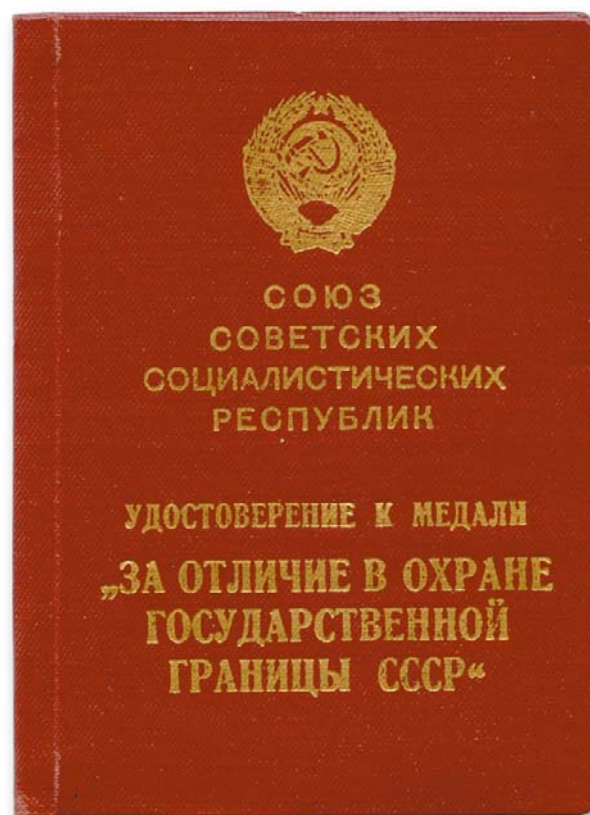 СОЮЗ
СОВЕТСКИХ
СОЦИАЛИСТИЧЕСКИХ
РЕСПУБЛИК
УДОСТОВЕРЕНИЕ К МЕДАЛИ
„ЗА ОТЛИЧИЕ В ОХРАНЕ
ГОСУДАРСТВЕННОЙ
ГРАНИЦЫ СССР“